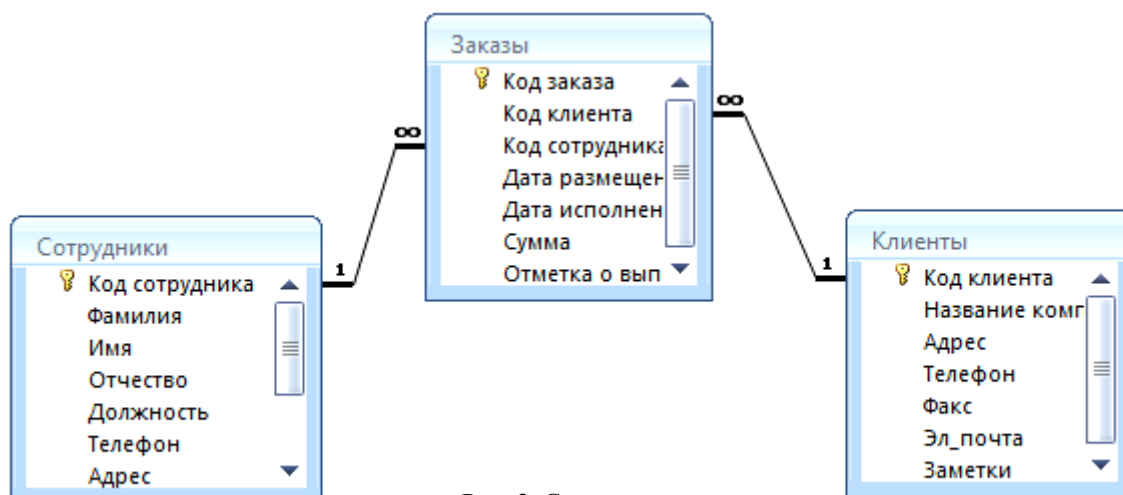 Заказы
Код заказа
Код клиента
Код сотрудника
Дата размещен
Дата исполнен
Сумма
Отметка о вып
∞
∞
Сотрудники
Код сотрудника
Фамилия
Имя
Отчество
Должность
Телефон
Адрес
1
Клиенты
Код клиента
Название комп
Адрес
Телефон
Факс
Эл_почта
Заметки
1